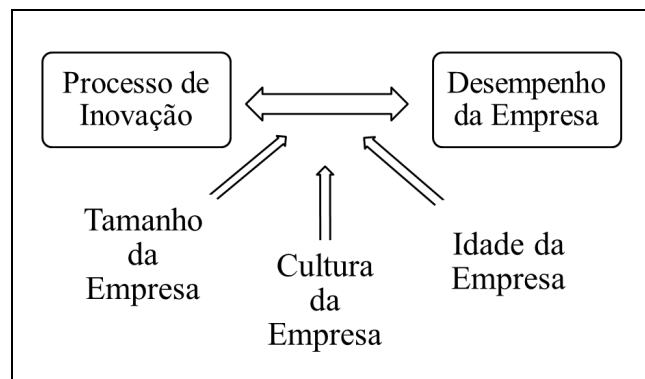 Processo de
Inovação
Desempenho
da Empresa
Tamanho
da
Empresa
Cultura
da
Empresa
Idade da
Empresa